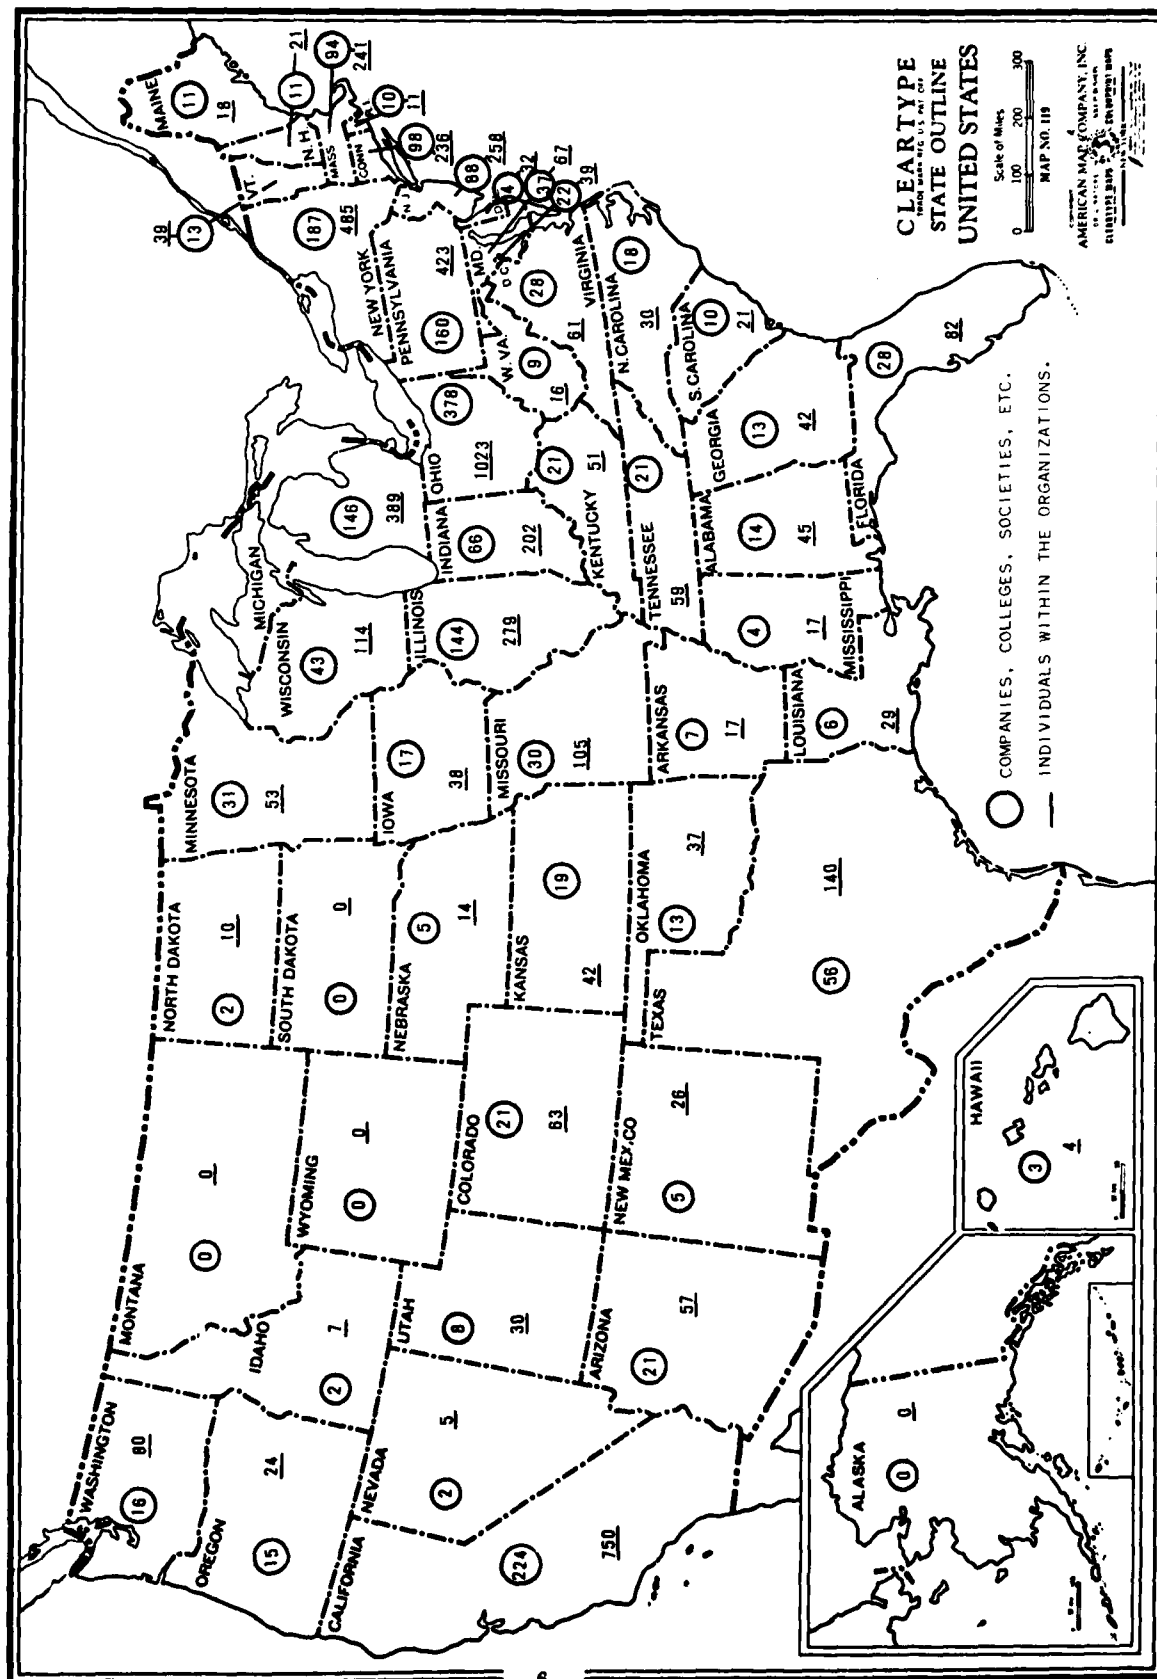 WASHINGTON
16
80
OREGON
15
24
CALIFORNIA
224
750
NEVADA
2
5
IDAHO
2
7
MONTANA
0
0
WYOMING
0
0
UTAH
8
30
ARIZONA
21
57
COLORADO
21
63
NEW MEXICO
5
26
NORTH DAKOTA
2
10
SOUTH DAKOTA
0
0
NEBRASKA
5
14
KANSAS
19
42
OKLAHOMA
13
37
TEXAS
56
140
MINNESOTA
31
53
IOWA
17
38
MISSOURI
30
105
ARKANSAS
7
17
LOUISIANA
6
29
WISCONSIN
43
114
ILLINOIS
144
279
MICHIGAN
146
389
INDIANA
66
202
OHIO
378
1023
KENTUCKY
21
51
TENNESSEE
21
59
MISSISSIPPI
4
17
ALABAMA
14
45
GEORGIA
13
42
FLORIDA
28
82
S. CAROLINA
10
21
N. CAROLINA
18
30
VIRGINIA
28
61
W. VA.
9
16
PENNSYLVANIA
160
423
NEW YORK
187
485
VT.
13
39
N. H.
11
21
MAINE
11
18
MASS
94
241
R.I.
10
11
CONN
98
236
N J
88
258
MD.
D C
32
37
67
22
39
ALASKA
0
0
HAWAII
3
4
COMPANIES, COLLEGES, SOCIETIES, ETC.
INDIVIDUALS WITHIN THE ORGANIZATIONS.
CLEARTYPE
TRADE MARK REG. U.S. PAT. OFF.
STATE OUTLINE
UNITED STATES
Scale of Miles
0 100 200 300
MAP NO. 119
AMERICAN MAP COMPANY, INC.
6